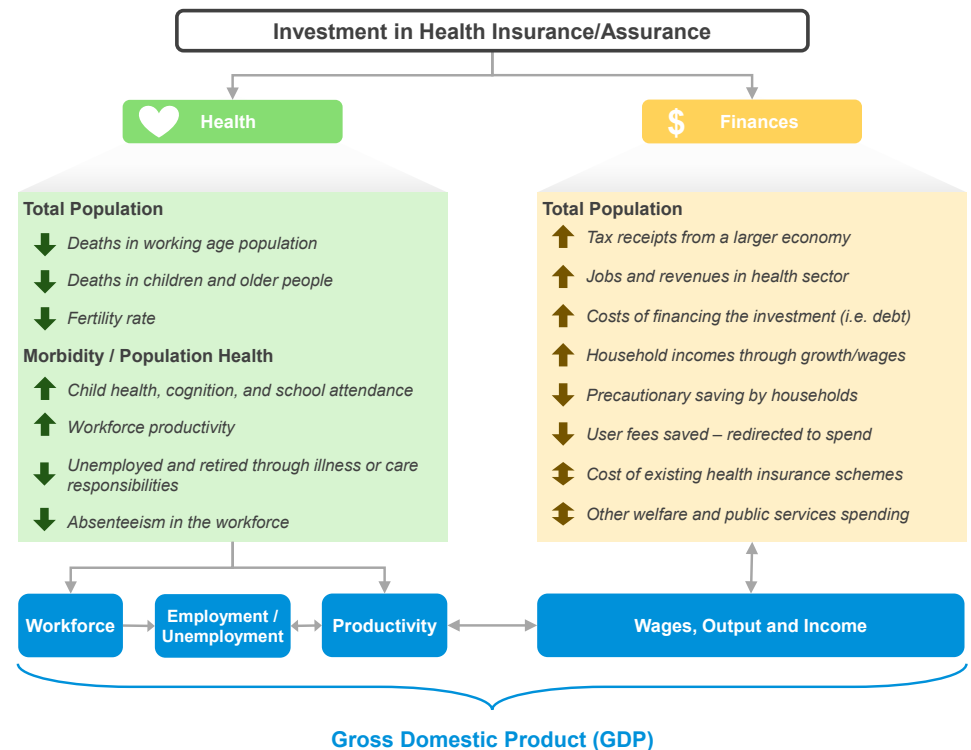 Investment in Health Insurance/Assurance
Health
$ Finances
Total Population
Deaths in working age population
Deaths in children and older people
Fertility rate
Morbidity / Population Health
Child health, cognition, and school attendance
Workforce productivity
Unemployed and retired through illness or care
responsibilities
Absenteeism in the workforce
Total Population
Tax receipts from a larger economy
Jobs and revenues in health sector
Costs of financing the investment (i.e. debt)
Household incomes through growth/wages
Precautionary saving by households
User fees saved – redirected to spend
Cost of existing health insurance schemes
Other welfare and public services spending
Workforce
Employment /
Unemployment
Productivity
Wages, Output and Income
Gross Domestic Product (GDP)